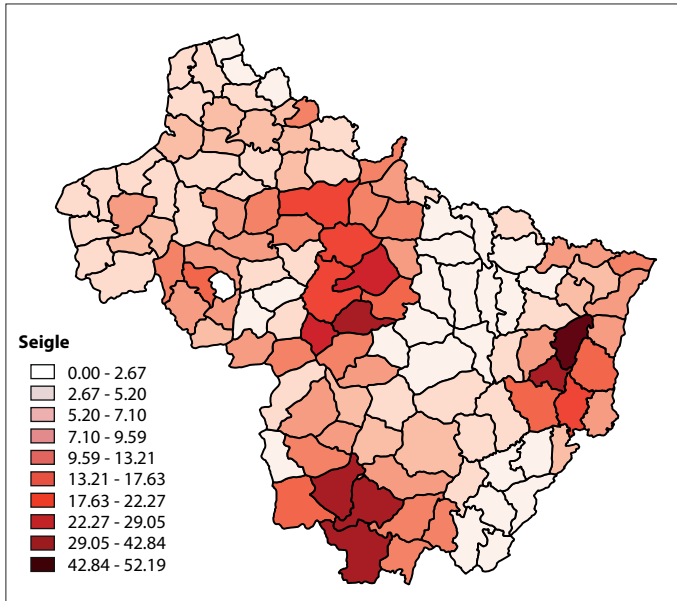 Seigle
0.00 - 2.67
2.67 - 5.20
5.20 - 7.10
7.10 - 9.59
9.59 - 13.21
13.21 - 17.63
17.63 - 22.27
22.27 - 29.05
29.05 - 42.84
42.84 - 52.19